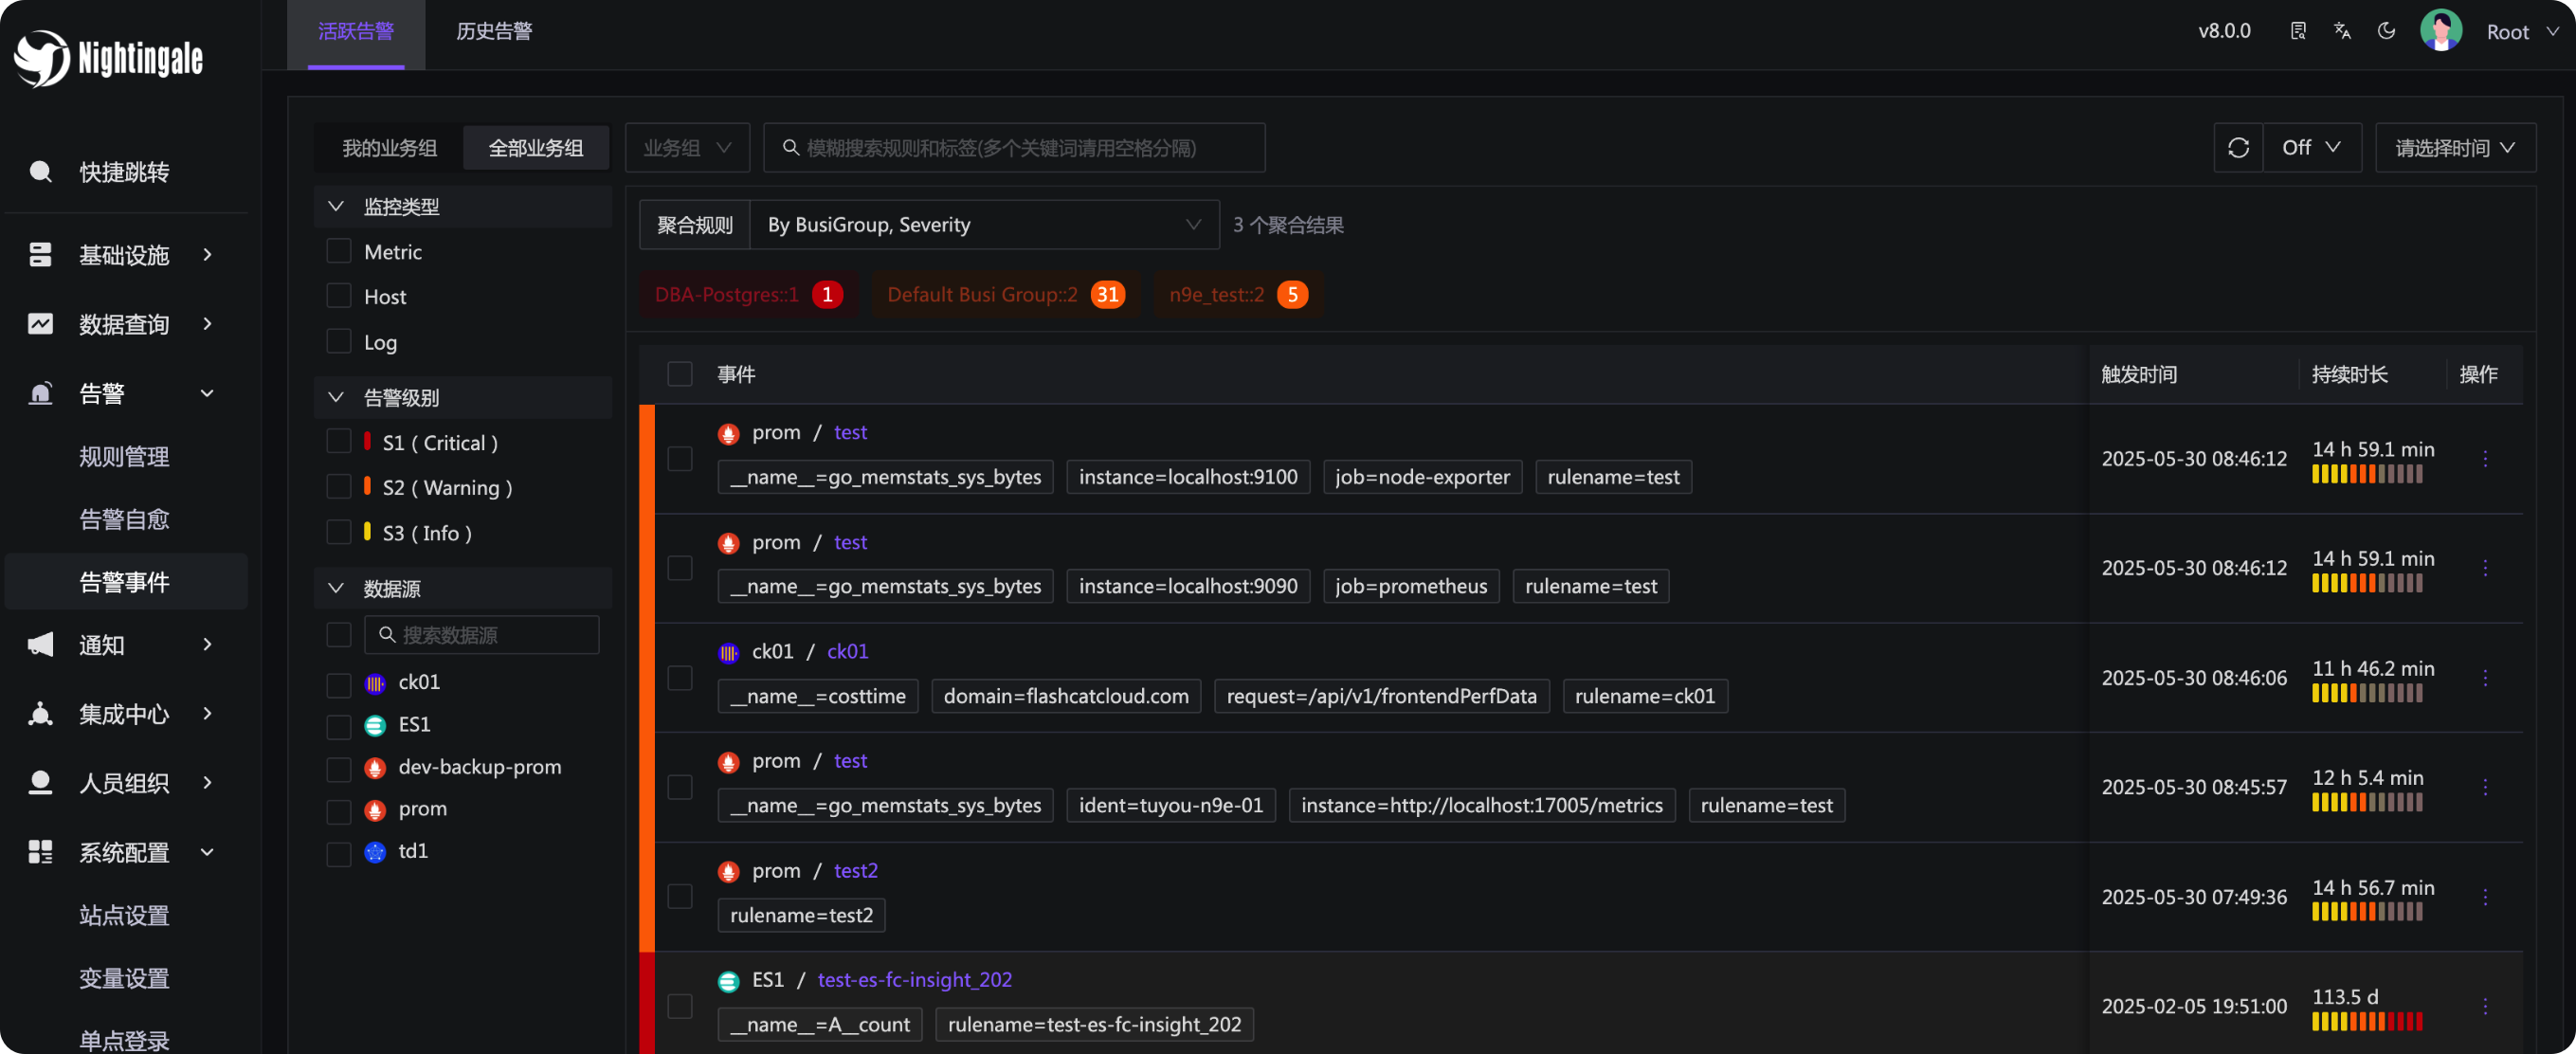 Nightingale
快捷跳转
基础设施
数据查询
告警
规则管理
告警自愈
告警事件
通知
集成中心
人员组织
系统配置
站点设置
变量设置
单点登录
活跃告警 历史告警
v8.0.0 Root
我的业务组 全部业务组 业务组 模糊搜索规则和标签(多个关键词请用空格分隔) Off 请选择时间
监控类型
Metric
Host
Log
告警级别
S1 ( Critical )
S2 ( Warning )
S3 ( Info )
数据源
搜索数据源
ck01
ES1
dev-backup-prom
prom
td1
聚合规则 By BusiGroup, Severity 3 个聚合结果
DBA-Postgres::1 1 Default Busi Group::2 31 n9e_test::2 5
事件 触发时间 持续时长 操作
prom / test
__name__=go_memstats_sys_bytes instance=localhost:9100 job=node-exporter rulename=test
2025-05-30 08:46:12 14 h 59.1 min
prom / test
__name__=go_memstats_sys_bytes instance=localhost:9090 job=prometheus rulename=test
2025-05-30 08:46:12 14 h 59.1 min
ck01 / ck01
__name__=costtime domain=flashcatcloud.com request=/api/v1/frontendPerfData rulename=ck01
2025-05-30 08:46:06 11 h 46.2 min
prom / test
__name__=go_memstats_sys_bytes ident=tuyou-n9e-01 instance=http://localhost:17005/metrics rulename=test
2025-05-30 08:45:57 12 h 5.4 min
prom / test2
rulename=test2
2025-05-30 07:49:36 14 h 56.7 min
ES1 / test-es-fc-insight_202
__name__=A__count rulename=test-es-fc-insight_202
2025-02-05 19:51:00 113.5 d